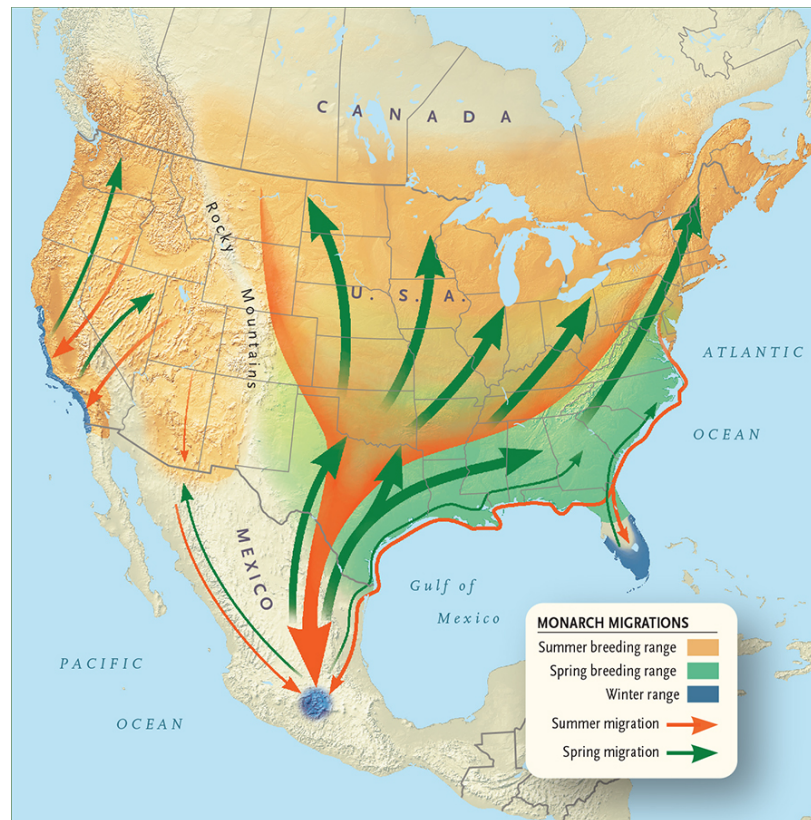 CANADA
Rocky
Mountains
U. S. A.
ATLANTIC
OCEAN
MEXICO
Gulf of
Mexico
PACIFIC
OCEAN
MONARCH MIGRATIONS
Summer breeding range
Spring breeding range
Winter range
Summer migration
Spring migration